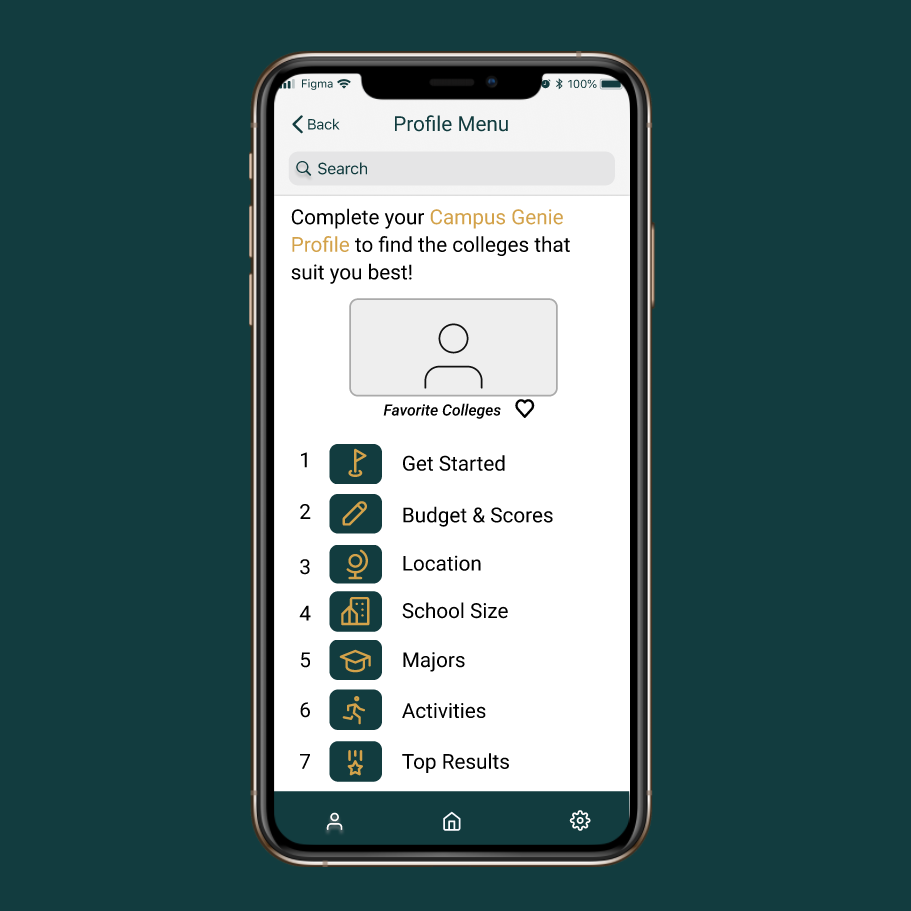 Figma 100%
Back Profile Menu
Search
Complete your Campus Genie
Profile to find the colleges that
suit you best!
Favorite Colleges
1 Get Started
2 Budget & Scores
3 Location
4 School Size
5 Majors
6 Activities
7 Top Results